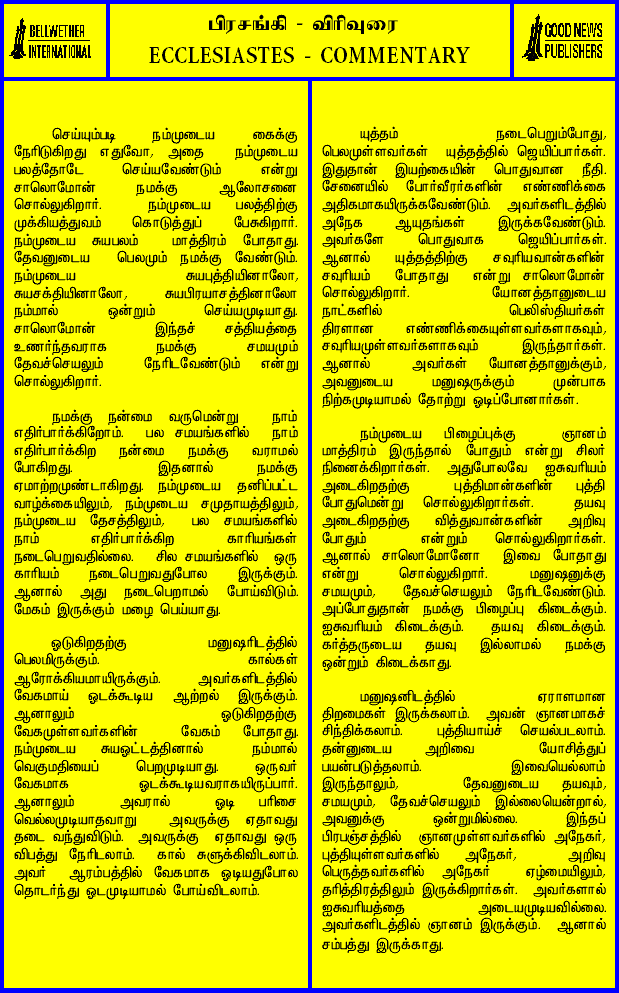 BELLWETHER
INTERNATIONAL
பிரசங்கி - விரிவுரை
ECCLESIASTES - COMMENTARY
GOOD NEWS
PUBLISHERS
செய்யும்படி நம்முடைய கைக்கு
நேரிடுகிறது எதுவோ, அதை நம்முடைய
பலத்தோடே செய்யவேண்டும் என்று
சாலொமோன் நமக்கு ஆலோசனை
சொல்லுகிறார். நம்முடைய பலத்திற்கு
முக்கியத்துவம் கொடுத்துப் பேசுகிறார்.
நம்முடைய சுயபலம் மாத்திரம் போதாது.
தேவனுடைய பெலமும் நமக்கு வேண்டும்.
நம்முடைய சுயபுத்தியினாலோ,
சுயசக்தியினாலோ, சுயபிரயாசத்தினாலோ
நம்மால் ஒன்றும் செய்யமுடியாது.
சாலொமோன் இந்தச் சத்தியத்தை
உணர்ந்தவராக நமக்கு சமயமும்
தேவச்செயலும் நேரிடவேண்டும் என்று
சொல்லுகிறார்.
நமக்கு நன்மை வருமென்று நாம்
எதிர்பார்க்கிறோம். பல சமயங்களில் நாம்
எதிர்பார்க்கிற நன்மை நமக்கு வராமல்
போகிறது. இதனால் நமக்கு
ஏமாற்றமுண்டாகிறது. நம்முடைய தனிப்பட்ட
வாழ்க்கையிலும், நம்முடைய சமுதாயத்திலும்,
நம்முடைய தேசத்திலும், பல சமயங்களில்
நாம் எதிர்பார்க்கிற காரியங்கள்
நடைபெறுவதில்லை. சில சமயங்களில் ஒரு
காரியம் நடைபெறுவதுபோல இருக்கும்.
ஆனால் அது நடைபெறாமல் போய்விடும்.
மேகம் இருக்கும் மழை பெய்யாது.
ஓடுகிறதற்கு மனுஷரிடத்தில்
பெலமிருக்கும். கால்கள்
ஆரோக்கியமாயிருக்கும். அவர்களிடத்தில்
வேகமாய் ஓடக்கூடிய ஆற்றல் இருக்கும்.
ஆனாலும் ஓடுகிறதற்கு
வேகமுள்ளவர்களின் வேகம் போதாது.
நம்முடைய சுயஓட்டத்தினால் நம்மால்
வெகுமதியைப் பெறமுடியாது. ஒருவர்
வேகமாக ஓடக்கூடியவராகயிருப்பார்.
ஆனாலும் அவரால் ஓடி பரிசை
வெல்லமுடியாதவாறு அவருக்கு ஏதாவது
தடை வந்துவிடும். அவருக்கு ஏதாவது ஒரு
விபத்து நேரிடலாம். கால் சுளுக்கிவிடலாம்.
அவர் ஆரம்பத்தில் வேகமாக ஓடியதுபோல
தொடர்ந்து ஓடமுடியாமல் போய்விடலாம்.
யுத்தம் நடைபெறும்போது,
பெலமுள்ளவர்கள் யுத்தத்தில் ஜெயிப்பார்கள்.
இதுதான் இயற்கையின் பொதுவான நீதி.
சேனையில் போர்வீரர்களின் எண்ணிக்கை
அதிகமாகயிருக்கவேண்டும். அவர்களிடத்தில்
அநேக ஆயுதங்கள் இருக்கவேண்டும்.
அவர்களே பொதுவாக ஜெயிப்பார்கள்.
ஆனால் யுத்தத்திற்கு சவுரியவான்களின்
சவுரியம் போதாது என்று சாலொமோன்
சொல்லுகிறார். யோனத்தானுடைய
நாட்களில் பெலிஸ்தியர்கள்
திரளான எண்ணிக்கையுள்ளவர்களாகவும்,
சவுரியமுள்ளவர்களாகவும் இருந்தார்கள்.
ஆனால் அவர்கள் யோனத்தானுக்கும்,
அவனுடைய மனுஷருக்கும் முன்பாக
நிற்கமுடியாமல் தோற்று ஓடிப்போனார்கள்.
நம்முடைய பிழைப்புக்கு ஞானம்
மாத்திரம் இருந்தால் போதும் என்று சிலர்
நினைக்கிறார்கள். அதுபோலவே ஐசுவரியம்
அடைகிறதற்கு புத்திமான்களின் புத்தி
போதுமென்று சொல்லுகிறார்கள். தயவு
அடைகிறதற்கு வித்துவான்களின் அறிவு
போதும் என்றும் சொல்லுகிறார்கள்.
ஆனால் சாலொமோனோ இவை போதாது
என்று சொல்லுகிறார். மனுஷனுக்கு
சமயமும், தேவச்செயலும் நேரிடவேண்டும்.
அப்போதுதான் நமக்கு பிழைப்பு கிடைக்கும்.
ஐசுவரியம் கிடைக்கும். தயவு கிடைக்கும்.
கர்த்தருடைய தயவு இல்லாமல் நமக்கு
ஒன்றும் கிடைக்காது.
மனுஷனிடத்தில் ஏராளமான
திறமைகள் இருக்கலாம். அவன் ஞானமாகச்
சிந்திக்கலாம். புத்தியாய்ச் செயல்படலாம்.
தன்னுடைய அறிவை யோசித்துப்
பயன்படுத்தலாம். இவையெல்லாம்
இருந்தாலும், தேவனுடைய தயவும்,
சமயமும், தேவச்செயலும் இல்லையென்றால்,
அவனுக்கு ஒன்றுமில்லை. இந்தப்
பிரபஞ்சத்தில் ஞானமுள்ளவர்களில் அநேகர்,
புத்தியுள்ளவர்களில் அநேகர், அறிவு
பெருத்தவர்களில் அநேகர் ஏழ்மையிலும்,
தரித்திரத்திலும் இருக்கிறார்கள். அவர்களால்
ஐசுவரியத்தை அடையமுடியவில்லை.
அவர்களிடத்தில் ஞானம் இருக்கும். ஆனால்
சம்பத்து இருக்காது.